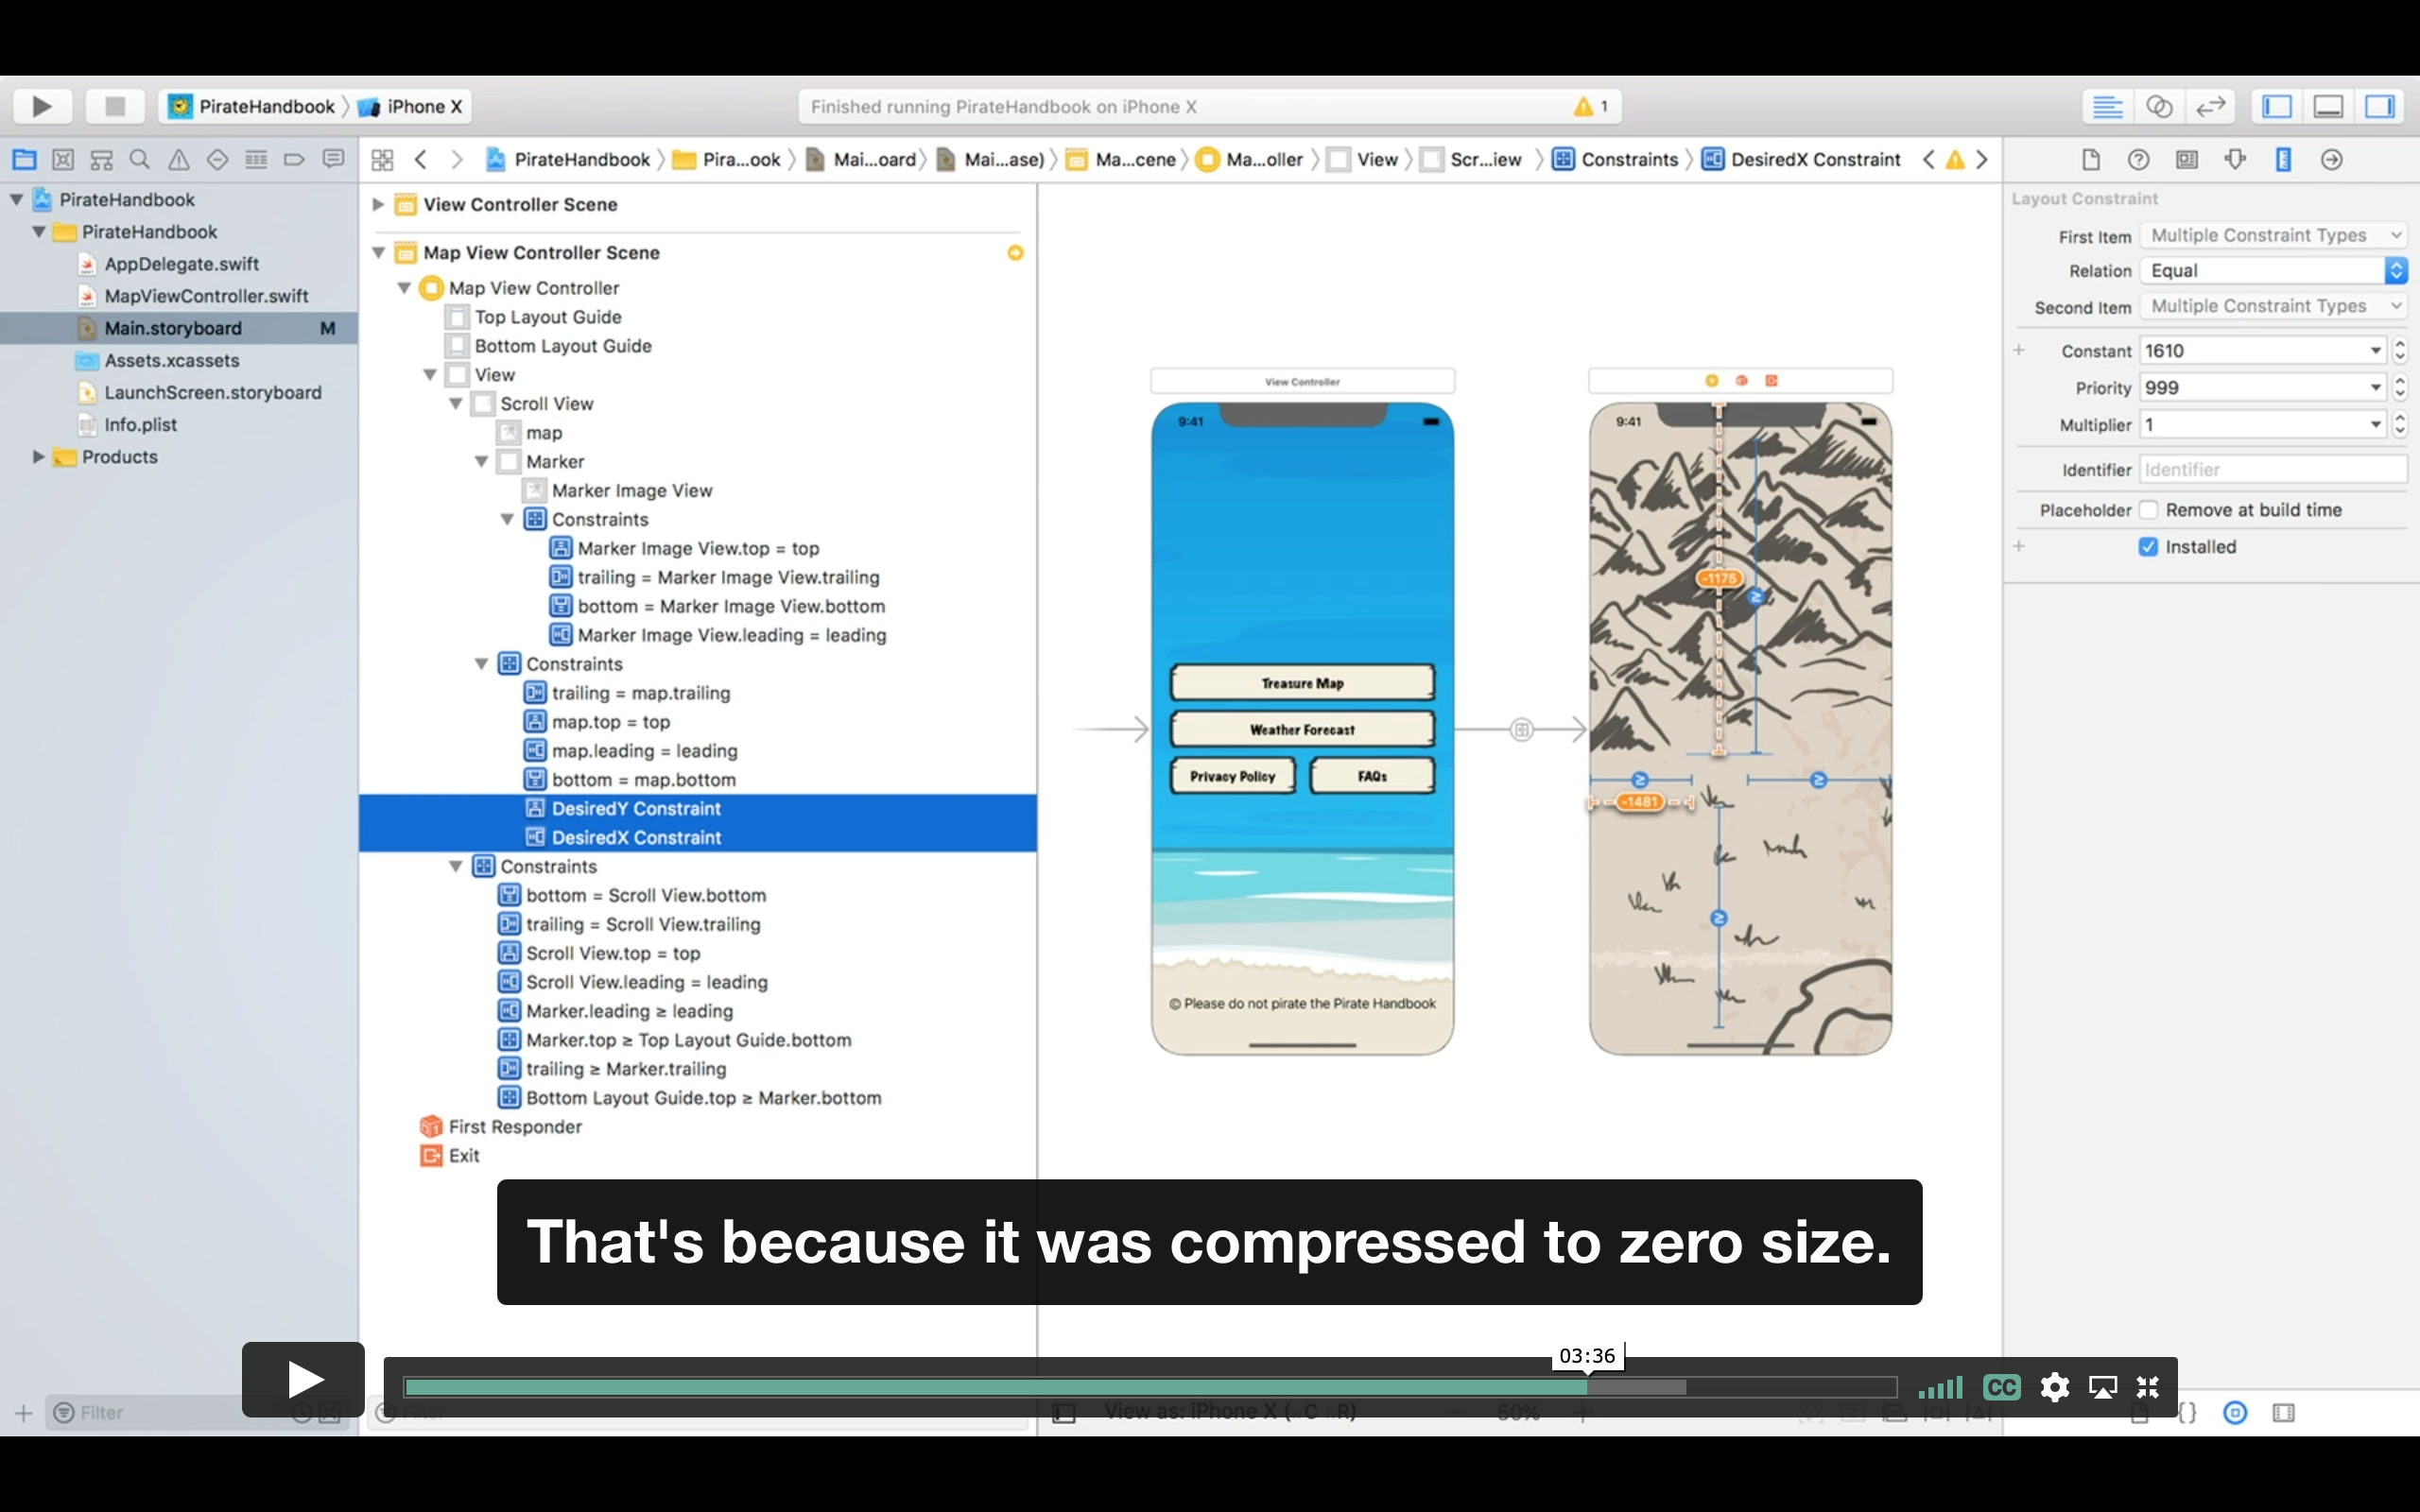 PirateHandbook
iPhone X
Finished running PirateHandbook on iPhone X
1
PirateHandbook
Pira...ook
Mai...oard
Mai...ase)
Ma...cene
Ma...oller
View
Scr...iew
Constraints
DesiredX Constraint
PirateHandbook
PirateHandbook
AppDelegate.swift
MapViewController.swift
Main.storyboard
M
Assets.xcassets
LaunchScreen.storyboard
Info.plist
Products
View Controller Scene
Map View Controller Scene
Map View Controller
Top Layout Guide
Bottom Layout Guide
View
Scroll View
map
Marker
Marker Image View
Constraints
Marker Image View.top = top
trailing = Marker Image View.trailing
bottom = Marker Image View.bottom
Marker Image View.leading = leading
Constraints
trailing = map.trailing
map.top = top
map.leading = leading
bottom = map.bottom
DesiredY Constraint
DesiredX Constraint
Constraints
bottom = Scroll View.bottom
trailing = Scroll View.trailing
Scroll View.top = top
Scroll View.leading = leading
Marker.leading ≥ leading
Marker.top ≥ Top Layout Guide.bottom
trailing ≥ Marker.trailing
Bottom Layout Guide.top ≥ Marker.bottom
First Responder
Exit
View Controller
9:41
Treasure Map
Weather Forecast
Privacy Policy
FAQs
© Please do not pirate the Pirate Handbook
9:41
-1175
-1481
Layout Constraint
First Item
Multiple Constraint Types
Relation
Equal
Second Item
Multiple Constraint Types
Constant
1610
Priority
999
Multiplier
1
Identifier
Identifier
Placeholder
Remove at build time
Installed
That's because it was compressed to zero size.
03:36
CC
Filter
Filter
View as: iPhone X (wC hR)
50%